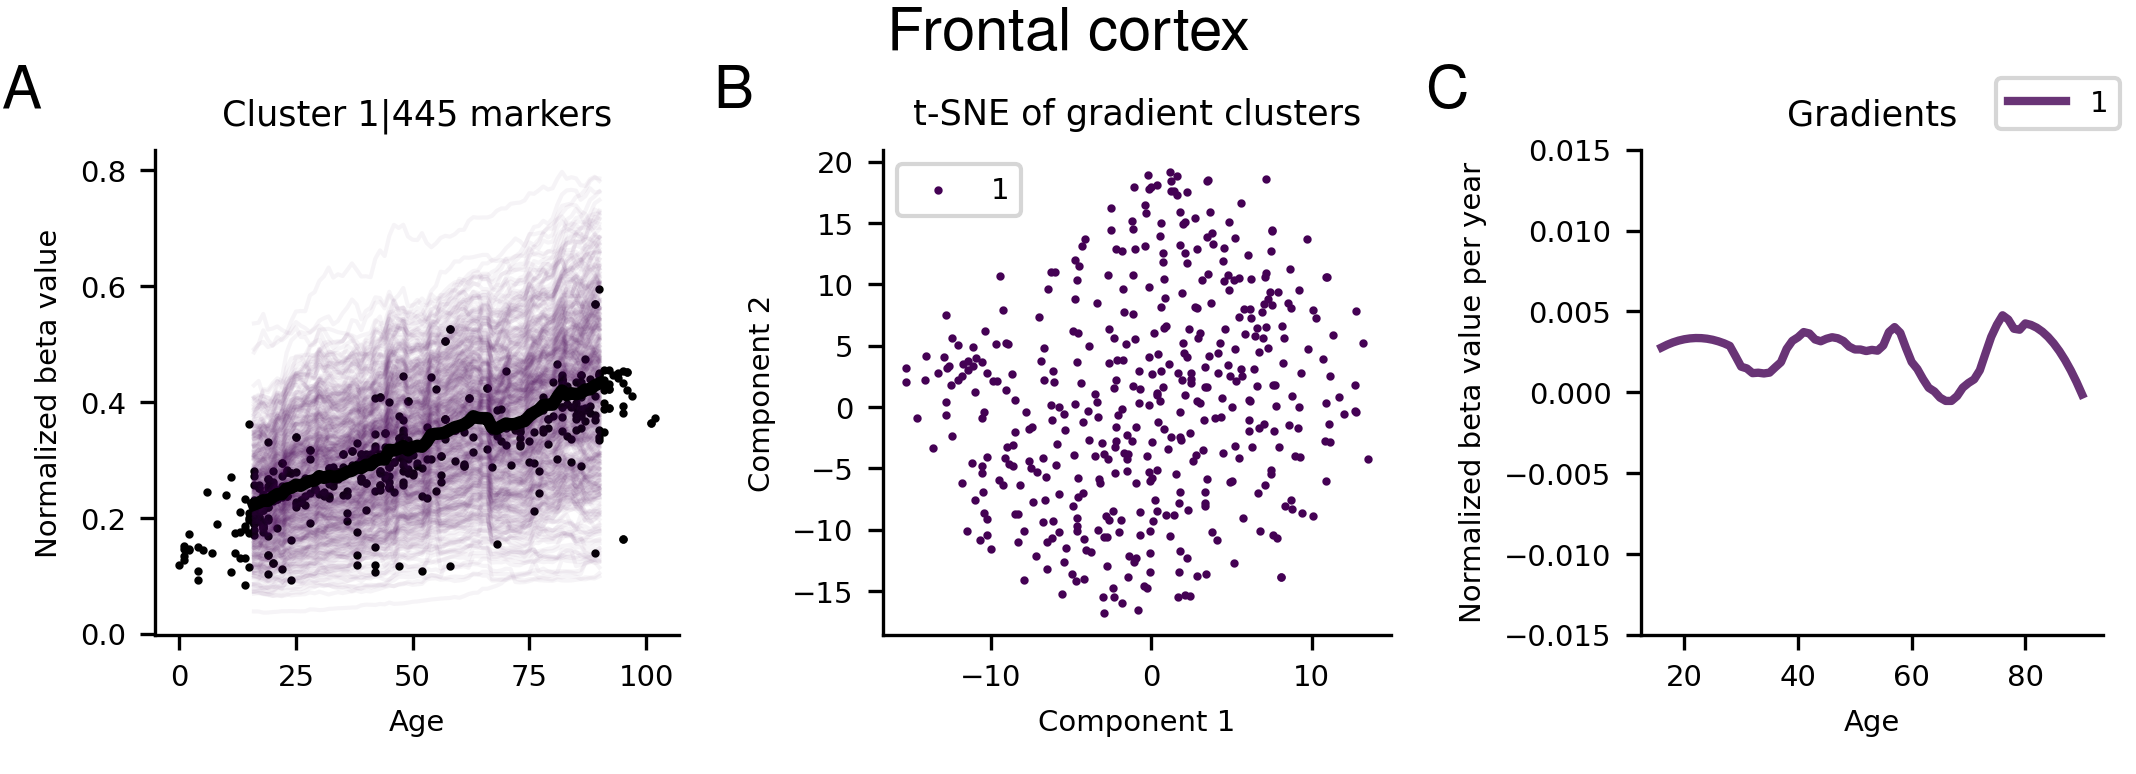 Frontal cortex
A
Cluster 1|445 markers
Normalized beta value
0.8
0.6
0.4
0.2
0.0
0 25 50 75 100
Age
B
t-SNE of gradient clusters
1
Component 2
20
15
10
5
0
−5
−10
−15
−10 0 10
Component 1
C
Gradients
1
Normalized beta value per year
0.015
0.010
0.005
0.000
−0.005
−0.010
−0.015
20 40 60 80
Age